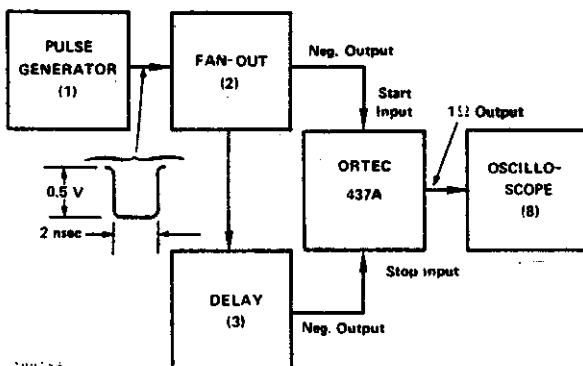 PULSE
GENERATOR
(1)
FAN-OUT
(2)
Neg. Output
Start
Input
1Ω Output
ORTEC
437A
OSCILLO-
SCOPE
(8)
0.5 V
2 nsec
Stop Input
DELAY
(3)
Neg. Output